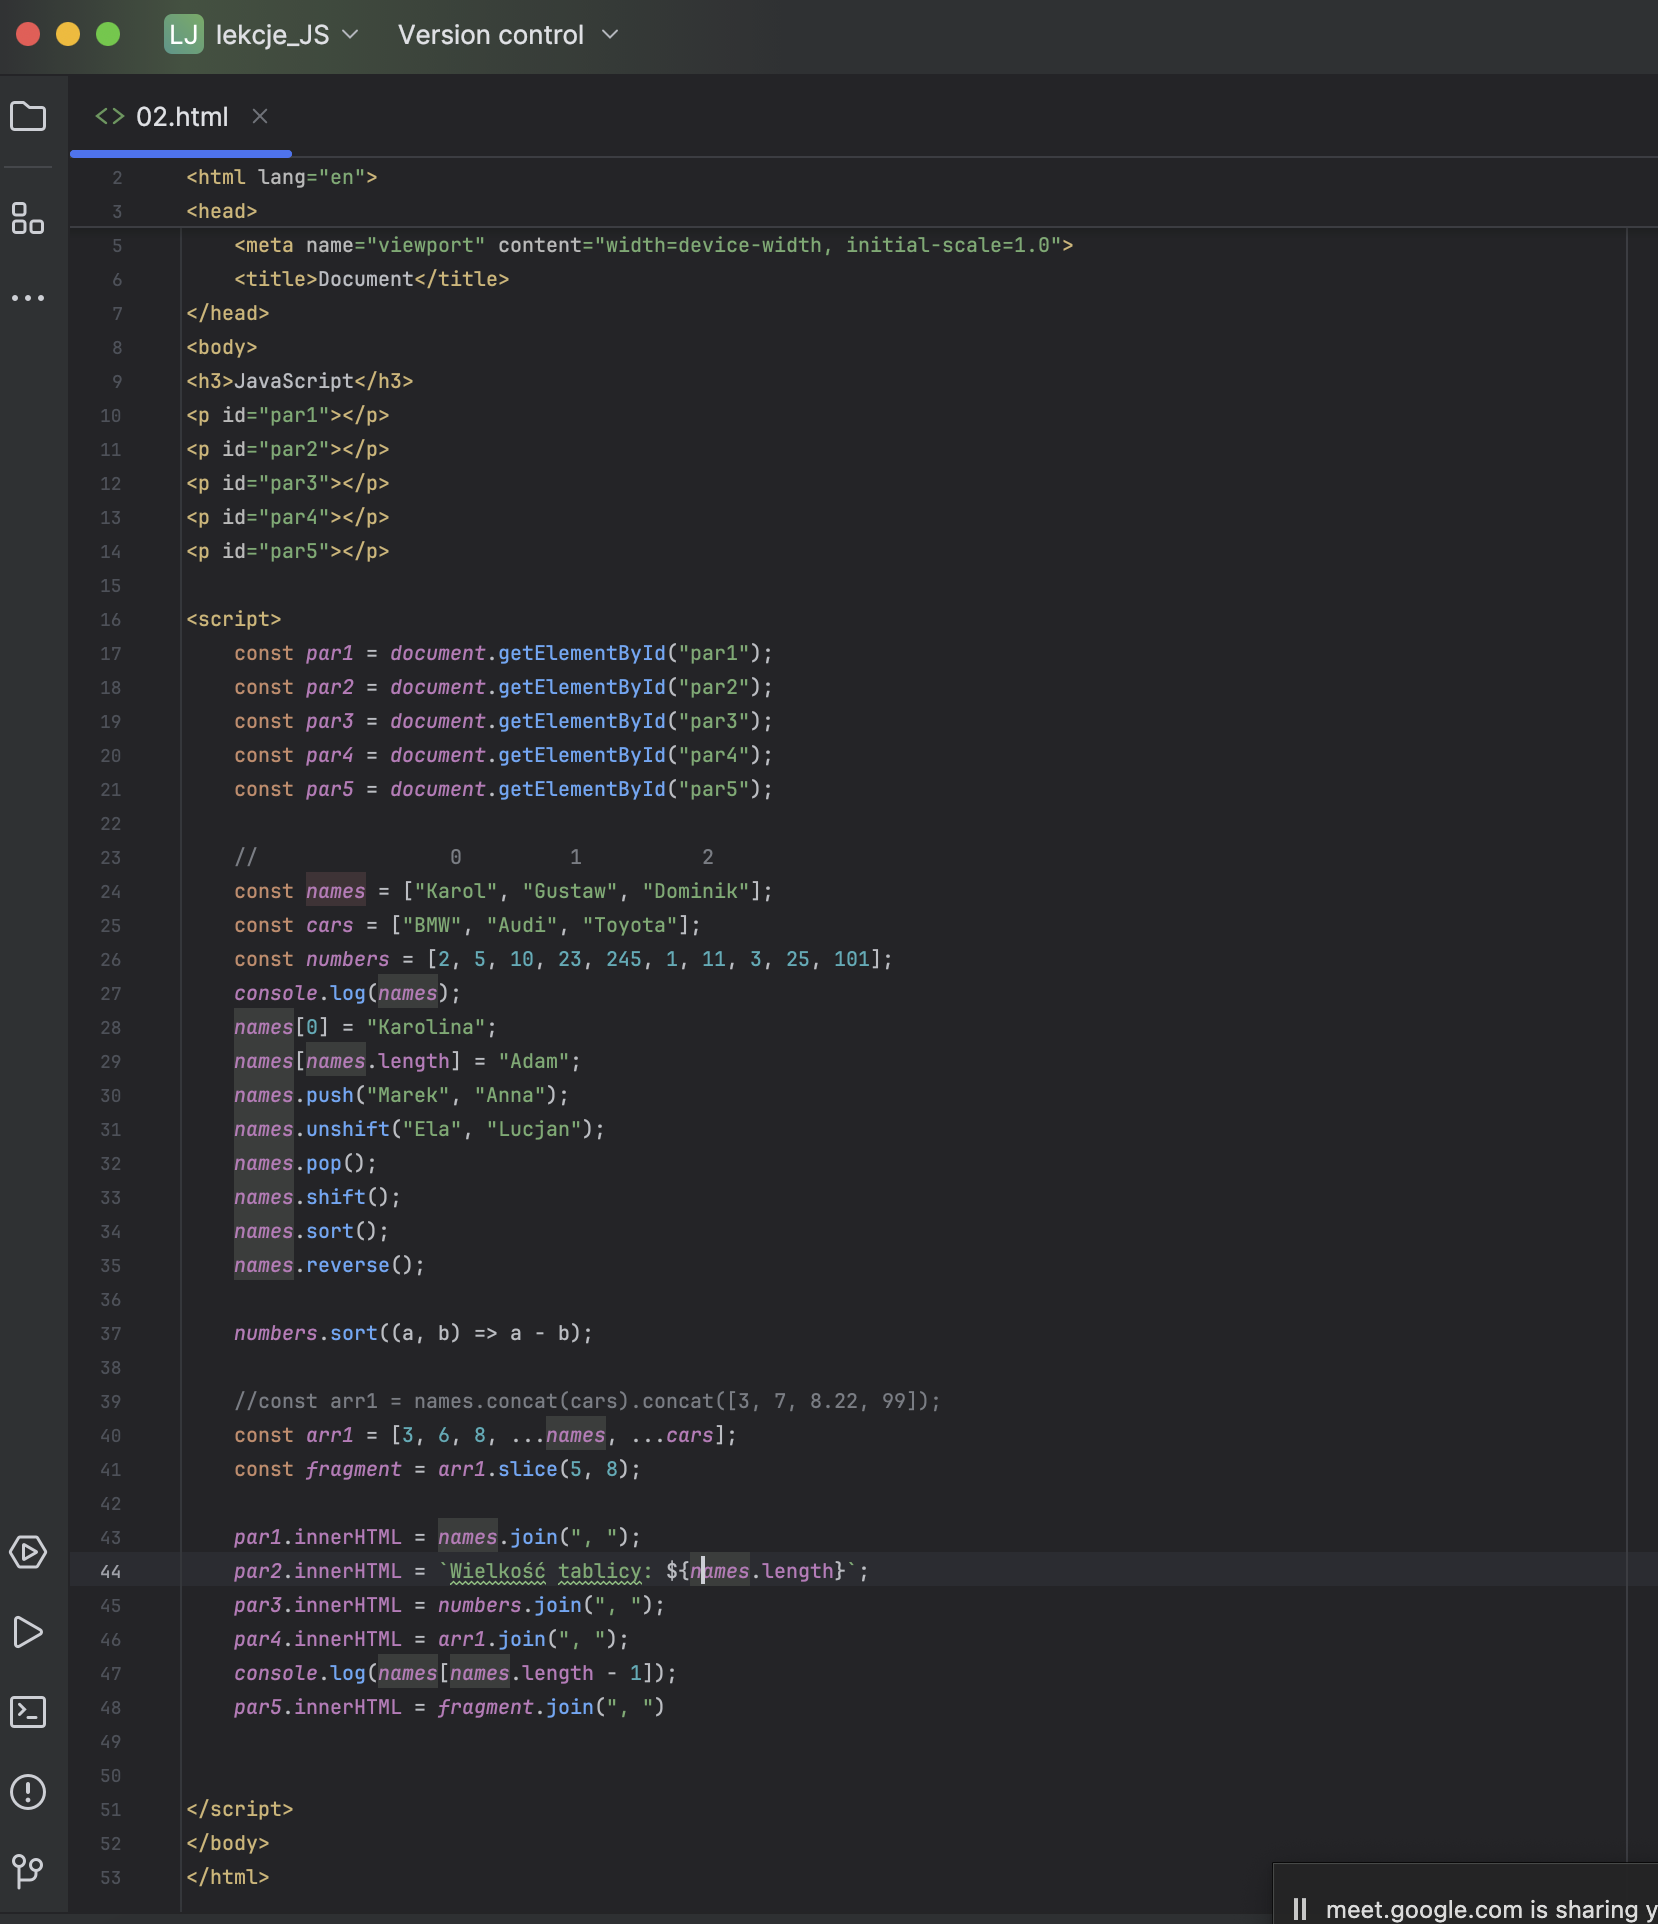 LJ lekcje_JS Version control
02.html
2 <html lang="en">
3 <head>
5     <meta name="viewport" content="width=device-width, initial-scale=1.0">
6     <title>Document</title>
7 </head>
8 <body>
9 <h3>JavaScript</h3>
10 <p id="par1"></p>
11 <p id="par2"></p>
12 <p id="par3"></p>
13 <p id="par4"></p>
14 <p id="par5"></p>
15
16 <script>
17     const par1 = document.getElementById("par1");
18     const par2 = document.getElementById("par2");
19     const par3 = document.getElementById("par3");
20     const par4 = document.getElementById("par4");
21     const par5 = document.getElementById("par5");
22
23     //                0         1          2
24     const names = ["Karol", "Gustaw", "Dominik"];
25     const cars = ["BMW", "Audi", "Toyota"];
26     const numbers = [2, 5, 10, 23, 245, 1, 11, 3, 25, 101];
27     console.log(names);
28     names[0] = "Karolina";
29     names[names.length] = "Adam";
30     names.push("Marek", "Anna");
31     names.unshift("Ela", "Lucjan");
32     names.pop();
33     names.shift();
34     names.sort();
35     names.reverse();
36
37     numbers.sort((a, b) => a - b);
38
39     //const arr1 = names.concat(cars).concat([3, 7, 8.22, 99]);
40     const arr1 = [3, 6, 8, ...names, ...cars];
41     const fragment = arr1.slice(5, 8);
42
43     par1.innerHTML = names.join(", ");
44     par2.innerHTML = `Wielkość tablicy: ${names.length}`;
45     par3.innerHTML = numbers.join(", ");
46     par4.innerHTML = arr1.join(", ");
47     console.log(names[names.length - 1]);
48     par5.innerHTML = fragment.join(", ")
49
50
51 </script>
52 </body>
53 </html>
meet.google.com is sharing y